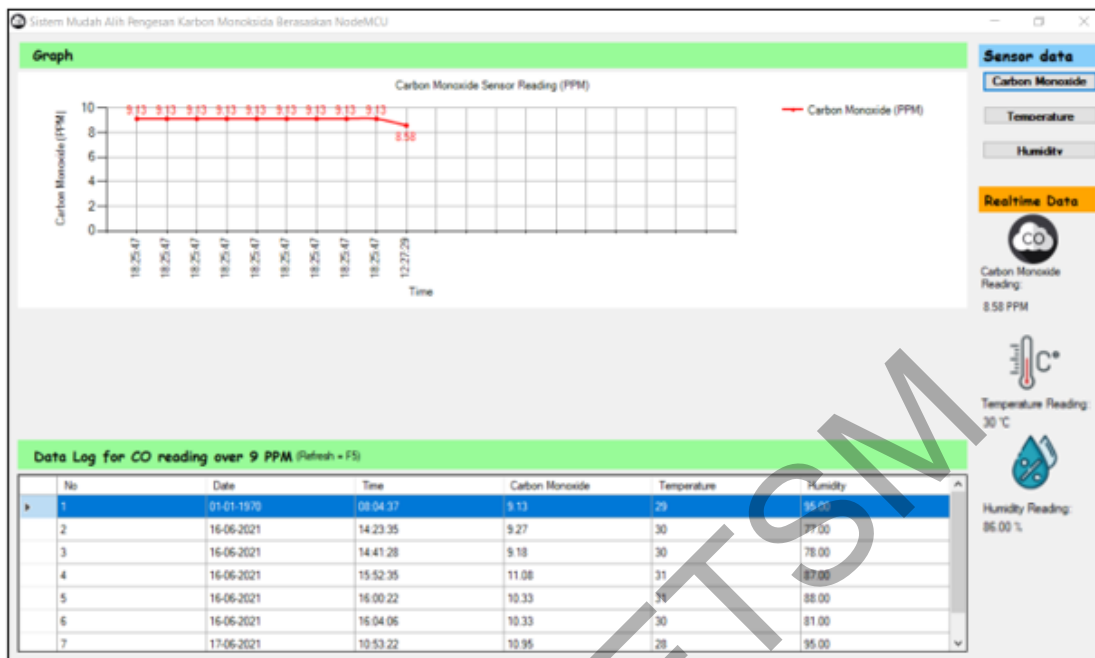 Sistem Mudah Alih Pengesan Karbon Monoksida Berasaskan NodeMCU
Graph
Carbon Monoxide Sensor Reading (PPM)
Carbon Monoxide (PPM)
10
8
6
4
2
0
9.13 9.13 9.13 9.13 9.13 9.13 9.13 9.13 9.13
8.58
Carbon Monoxide (PPM)
18:25:47 18:25:47 18:25:47 18:25:47 18:25:47 18:25:47 18:25:47 18:25:47 18:25:47 12:27:29
Time
Sensor data
Carbon Monoxide
Temperature
Humidity
Realtime Data
CO
Carbon Monoxide
Reading:
8.58 PPM
C°
Temperature Reading:
30 °C
%
Humidity Reading:
86.00 %
Data Log for CO reading over 9 PPM (Refresh = F5)
No Date Time Carbon Monoxide Temperature Humidity
1 01-01-1970 08:04:37 9.13 29 95.00
2 16-06-2021 14:23:35 9.27 30 77.00
3 16-06-2021 14:41:28 9.18 30 78.00
4 16-06-2021 15:52:35 11.08 31 87.00
5 16-06-2021 16:00:22 10.33 31 88.00
6 16-06-2021 16:04:06 10.33 30 81.00
7 17-06-2021 10:53:22 10.95 28 95.00
FTSM